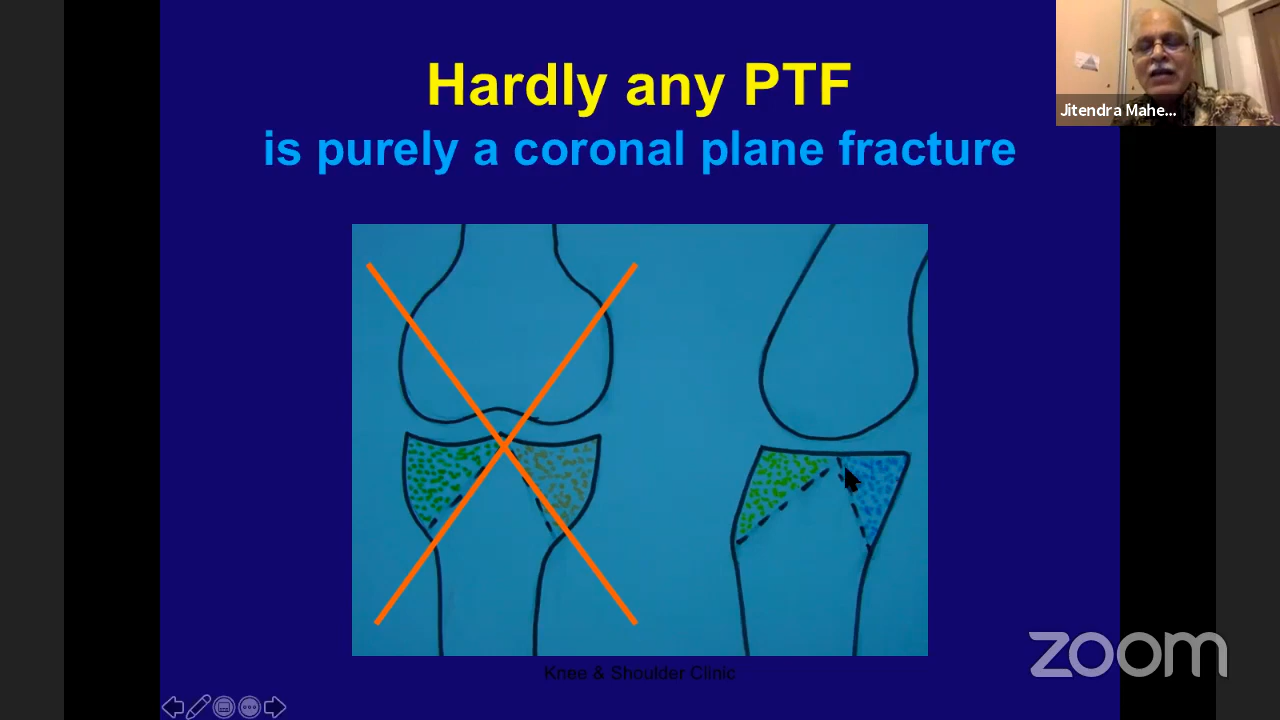 Hardly any PTF
is purely a coronal plane fracture
Jitendra Mahe...
Knee & Shoulder Clinic
zoom